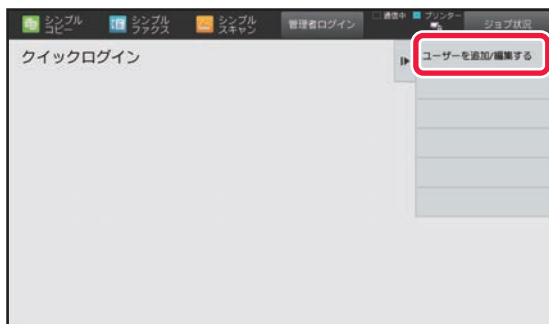 シンプル
コピー
シンプル
ファクス
シンプル
スキャン
管理者ログイン
通信中
プリンター
ジョブ状況
クイックログイン
ユーザーを追加/編集する